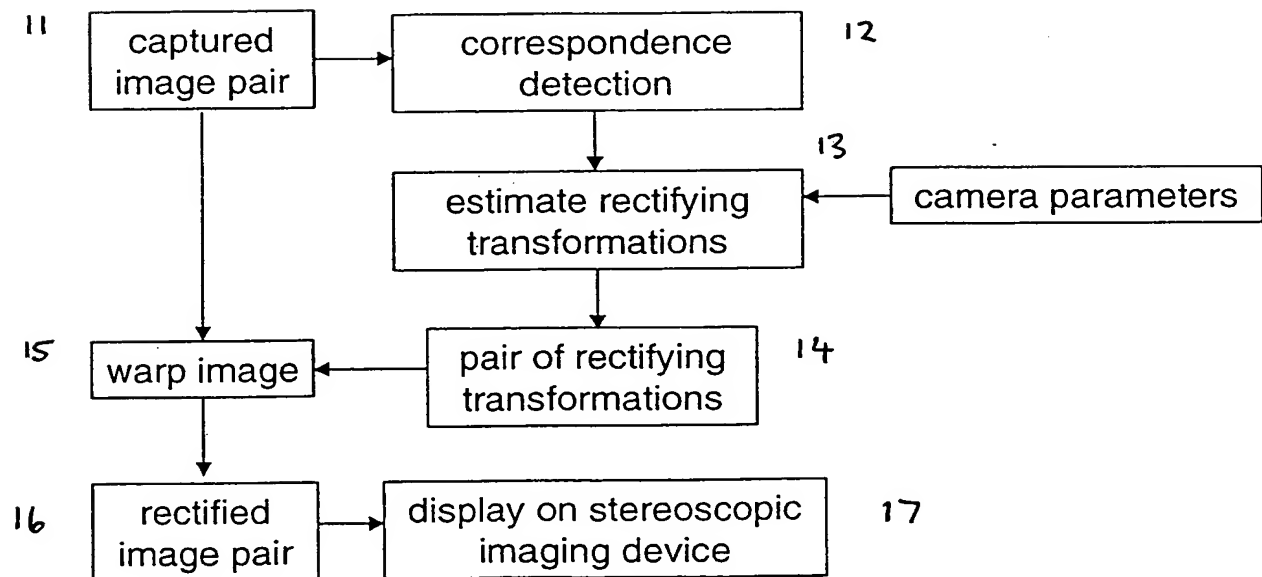 11
captured
image pair
correspondence
detection
12
13
estimate rectifying
transformations
camera parameters
15
warp image
pair of rectifying
transformations
14
16
rectified
image pair
display on stereoscopic
imaging device
17